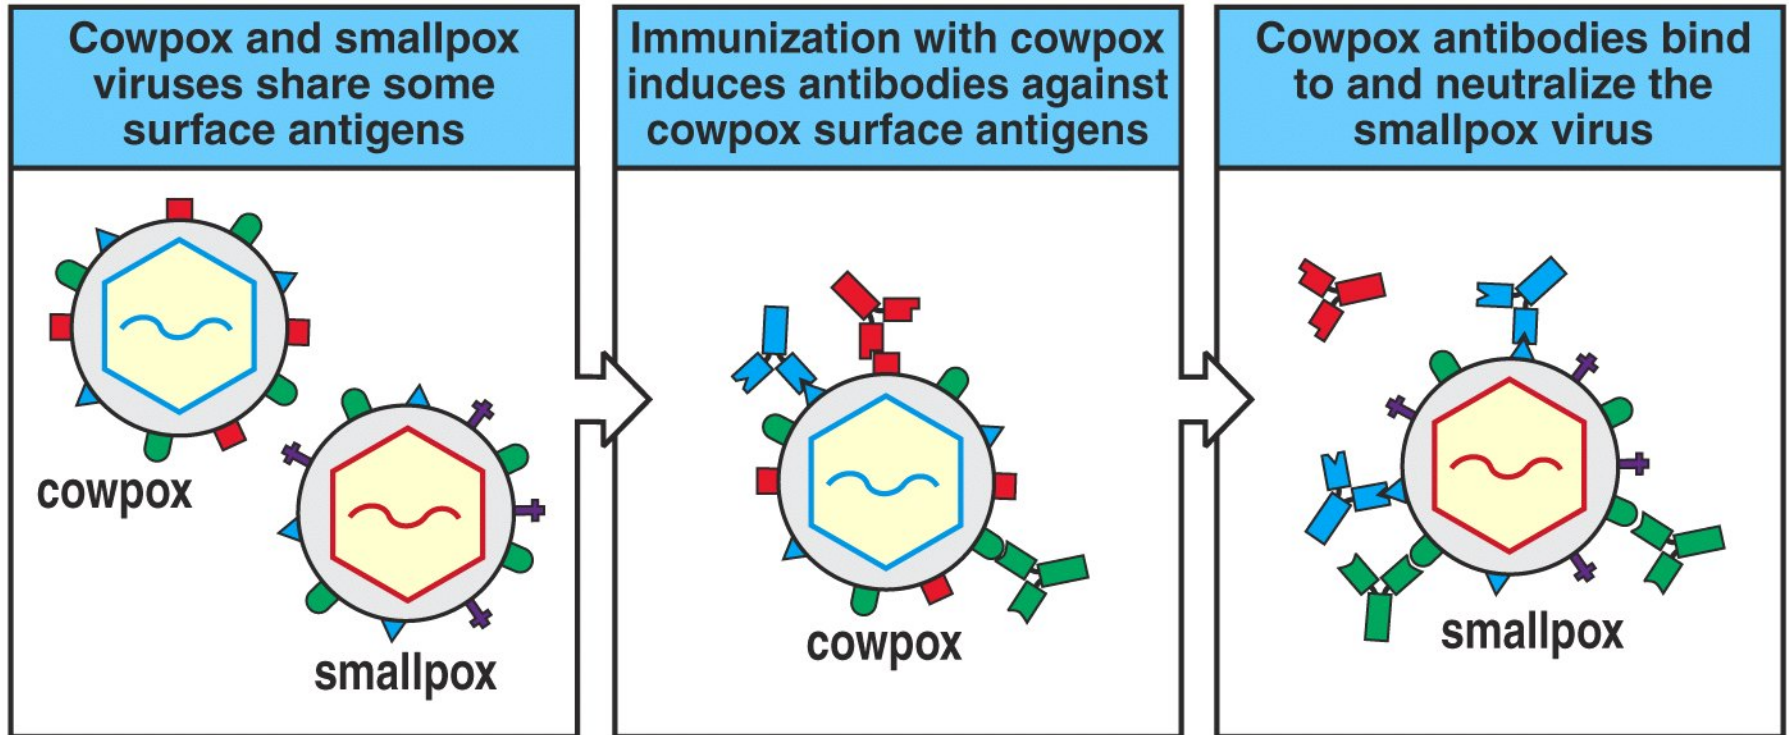 Cowpox and smallpox
viruses share some
surface antigens
cowpox
smallpox
Immunization with cowpox
induces antibodies against
cowpox surface antigens
cowpox
Cowpox antibodies bind
to and neutralize the
smallpox virus
smallpox